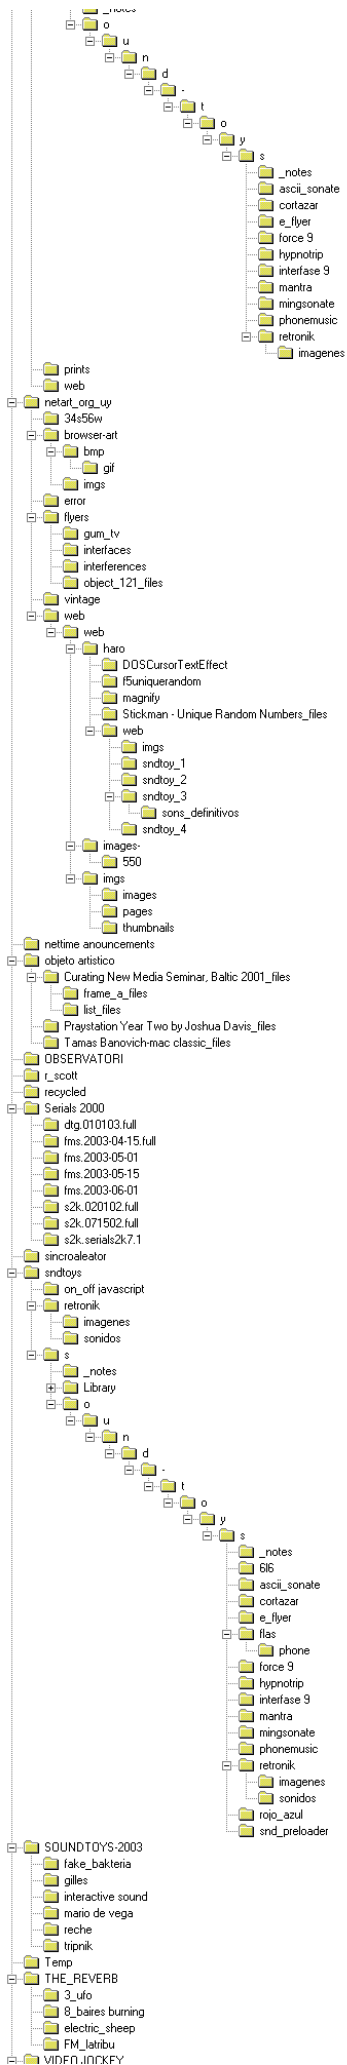 _notes
o
u
n
d
-
t
o
y
s
_notes
ascii_sonate
cortazar
e_flyer
force 9
hypnotrip
interfase 9
mantra
mingsonate
phonemusic
retronik
imagenes
prints
web
netart_org_uy
34s56w
browser-art
bmp
gif
imgs
error
flyers
gum_tv
interfaces
interferences
object_121_files
vintage
web
web
haro
DOSCursorTextEffect
f5uniquerandom
magnify
Stickman - Unique Random Numbers_files
web
imgs
sndtoy_1
sndtoy_2
sndtoy_3
sons_definitivos
sndtoy_4
images-
550
imgs
images
pages
thumbnails
nettime anouncements
objeto artistico
Curating New Media Seminar, Baltic 2001_files
frame_a_files
list_files
Praystation Year Two by Joshua Davis_files
Tamas Banovich-mac classic_files
OBSERVATORI
r_scott
recycled
Serials 2000
dtg.010103.full
fms.2003-04-15.full
fms.2003-05-01
fms.2003-05-15
fms.2003-06-01
s2k.020102.full
s2k.071502.full
s2k.serials2k7.1
sincroaleator
sndtoys
on_off javascript
retronik
imagenes
sonidos
s
_notes
Library
o
u
n
d
-
t
o
y
s
_notes
6l6
ascii_sonate
cortazar
e_flyer
flas
phone
force 9
hypnotrip
interfase 9
mantra
mingsonate
phonemusic
retronik
imagenes
sonidos
rojo_azul
snd_preloader
SOUNDTOYS-2003
fake_bakteria
gilles
interactive sound
mario de vega
reche
tripnik
Temp
THE_REVERB
3_ufo
8_baires burning
electric_sheep
FM_latribu
VIDEO JOCKEY